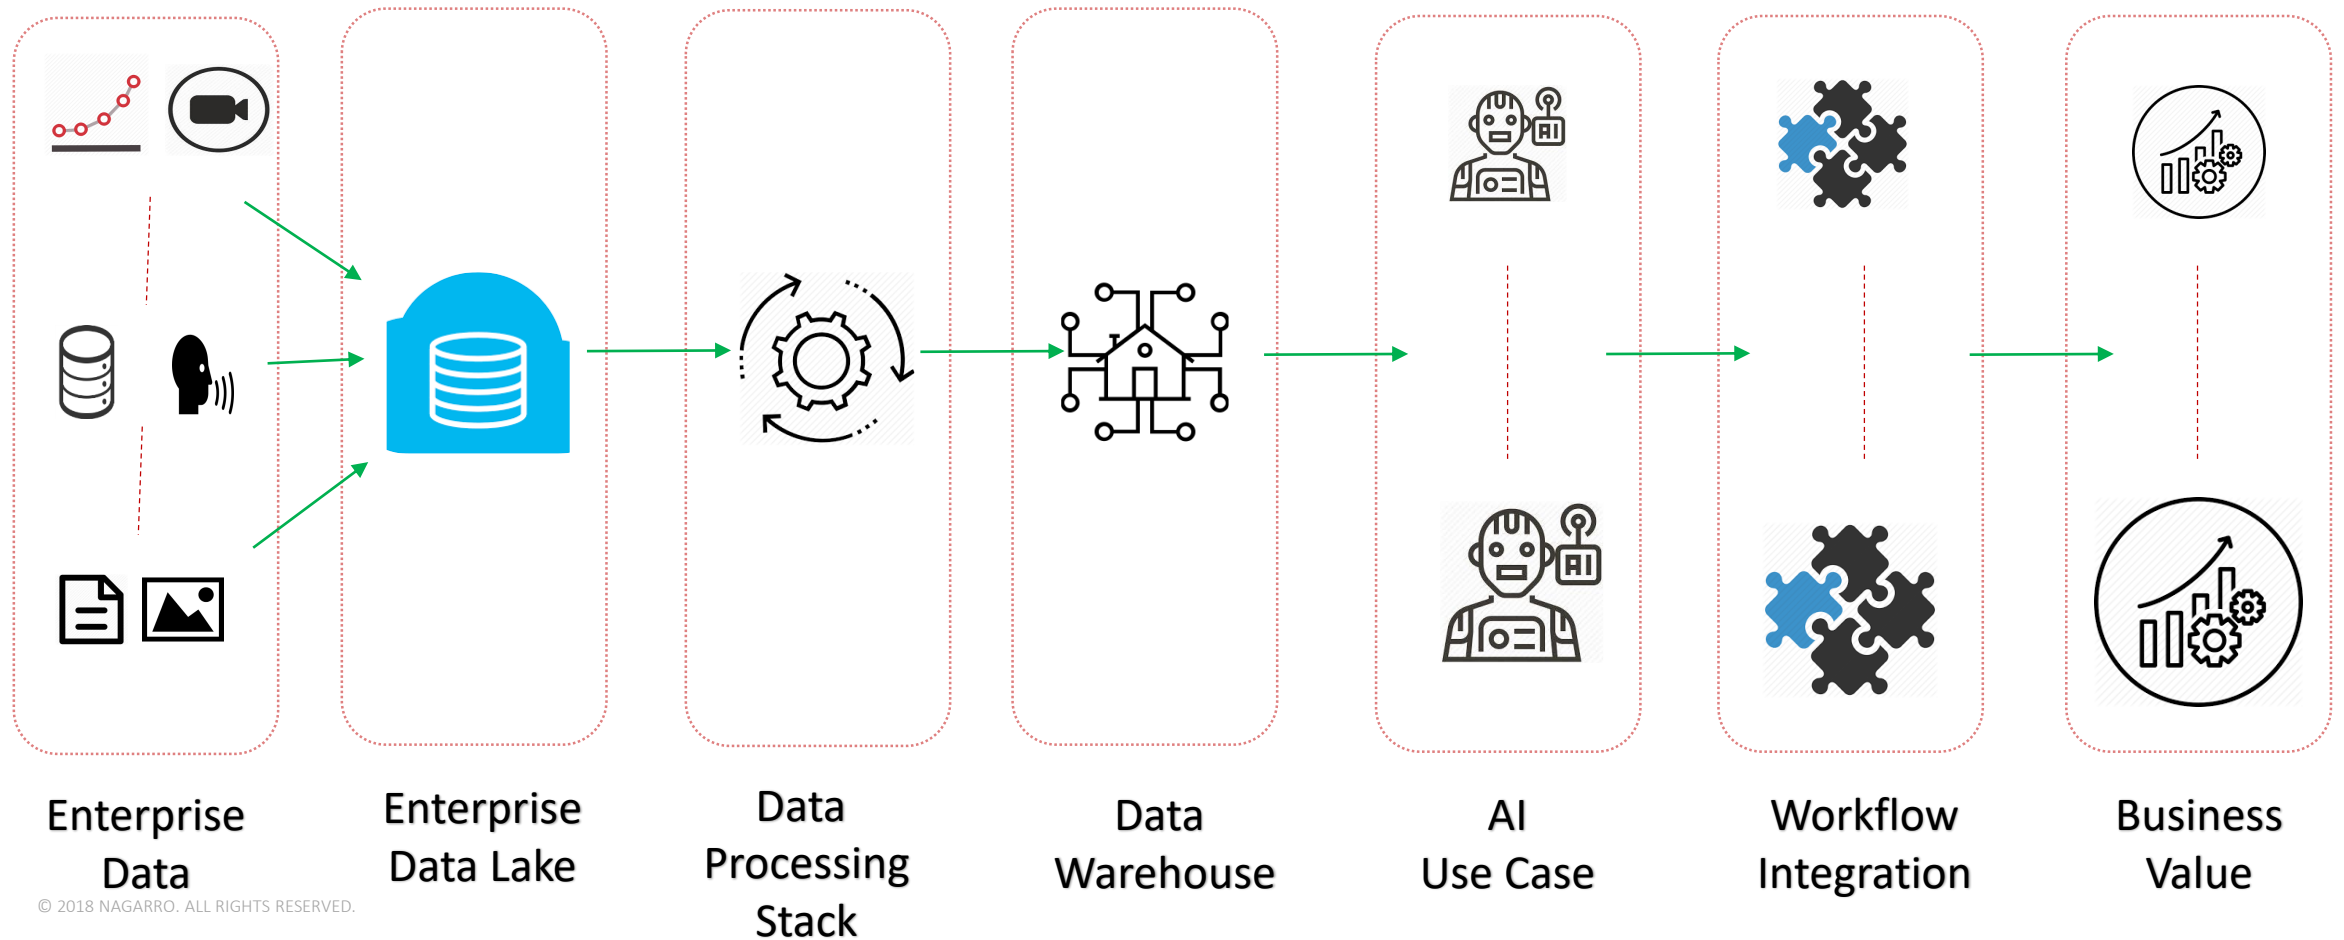 AI
AI
Enterprise
Data
Enterprise
Data Lake
Data
Processing
Stack
Data
Warehouse
AI
Use Case
Workflow
Integration
Business
Value
© 2018 NAGARRO. ALL RIGHTS RESERVED.